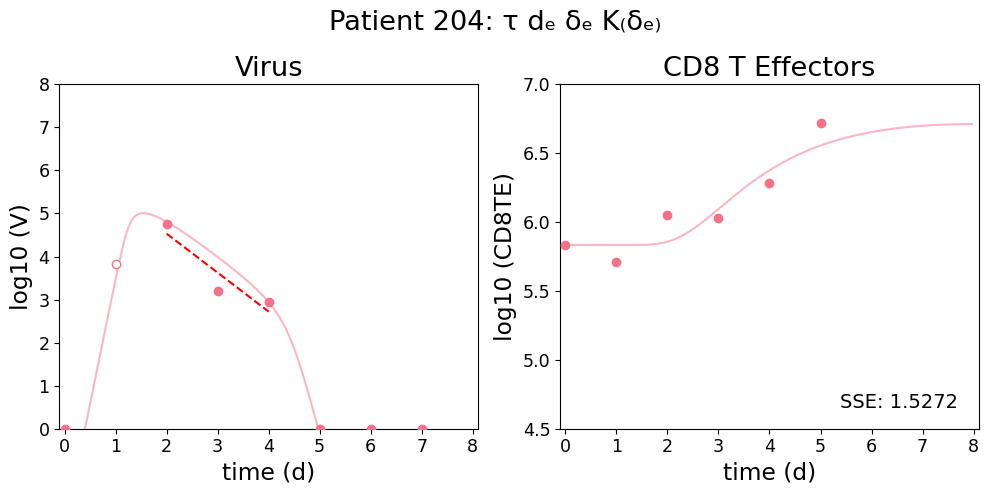 Patient 204: τ dₑ δₑ K₍δₑ₎
Virus
CD8 T Effectors
8
7
6
5
4
3
2
1
0
log10 (V)
0 1 2 3 4 5 6 7 8
time (d)
7.0
6.5
6.0
5.5
5.0
4.5
log10 (CD8TE)
SSE: 1.5272
0 1 2 3 4 5 6 7 8
time (d)